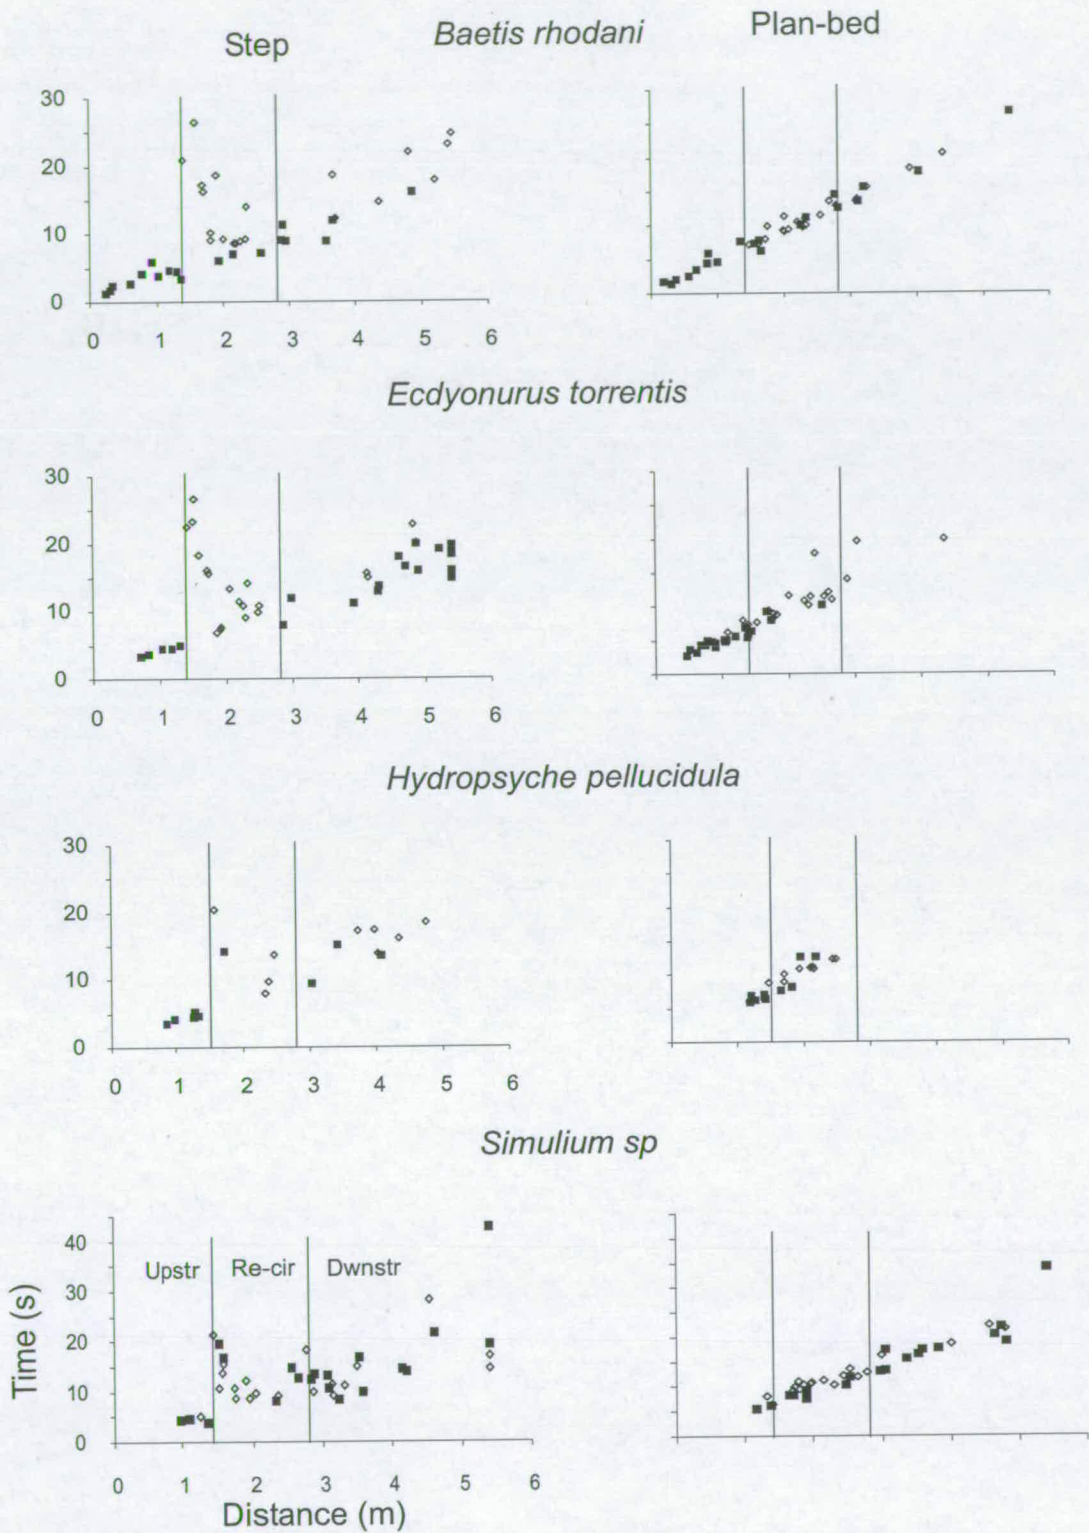 Step Baetis rhodani Plan-bed
30
20
10
0
0 1 2 3 4 5 6
Ecdyonurus torrentis
30
20
10
0
0 1 2 3 4 5 6
Hydropsyche pellucidula
30
20
10
0
0 1 2 3 4 5 6
Simulium sp
40
Upstr Re-cir Dwnstr
30
20
10
0
0 1 2 3 4 5 6
Time (s)
Distance (m)